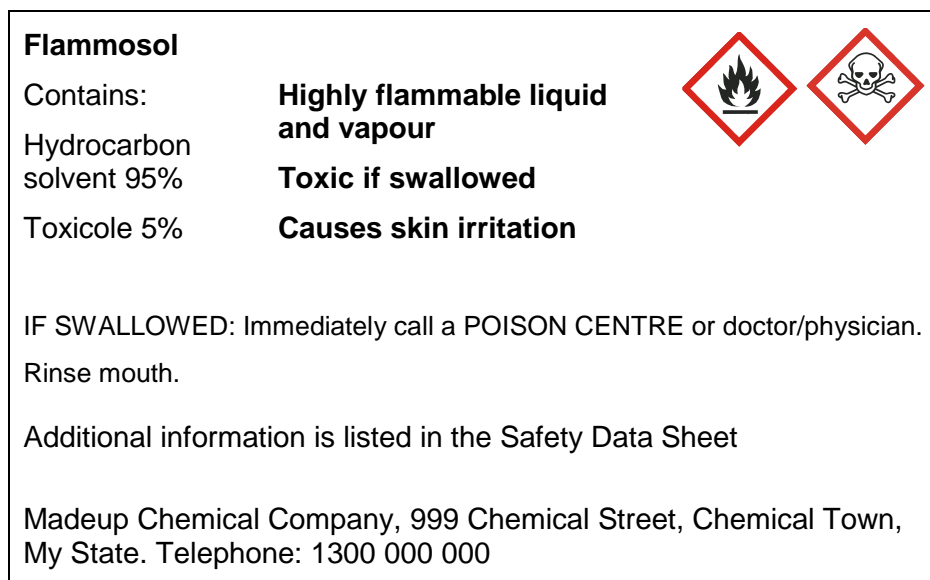 Flammosol
Contains:
Hydrocarbon
solvent 95%
Toxicole 5%
Highly flammable liquid
and vapour
Toxic if swallowed
Causes skin irritation
IF SWALLOWED: Immediately call a POISON CENTRE or doctor/physician.
Rinse mouth.
Additional information is listed in the Safety Data Sheet
Madeup Chemical Company, 999 Chemical Street, Chemical Town,
My State. Telephone: 1300 000 000